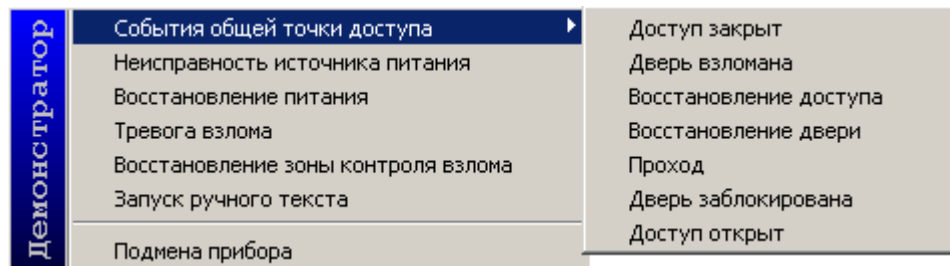 Демонстратор
События общей точки доступа
Неисправность источника питания
Восстановление питания
Тревога взлома
Восстановление зоны контроля взлома
Запуск ручного текста
Подмена прибора
Доступ закрыт
Дверь взломана
Восстановление доступа
Восстановление двери
Проход
Дверь заблокирована
Доступ открыт